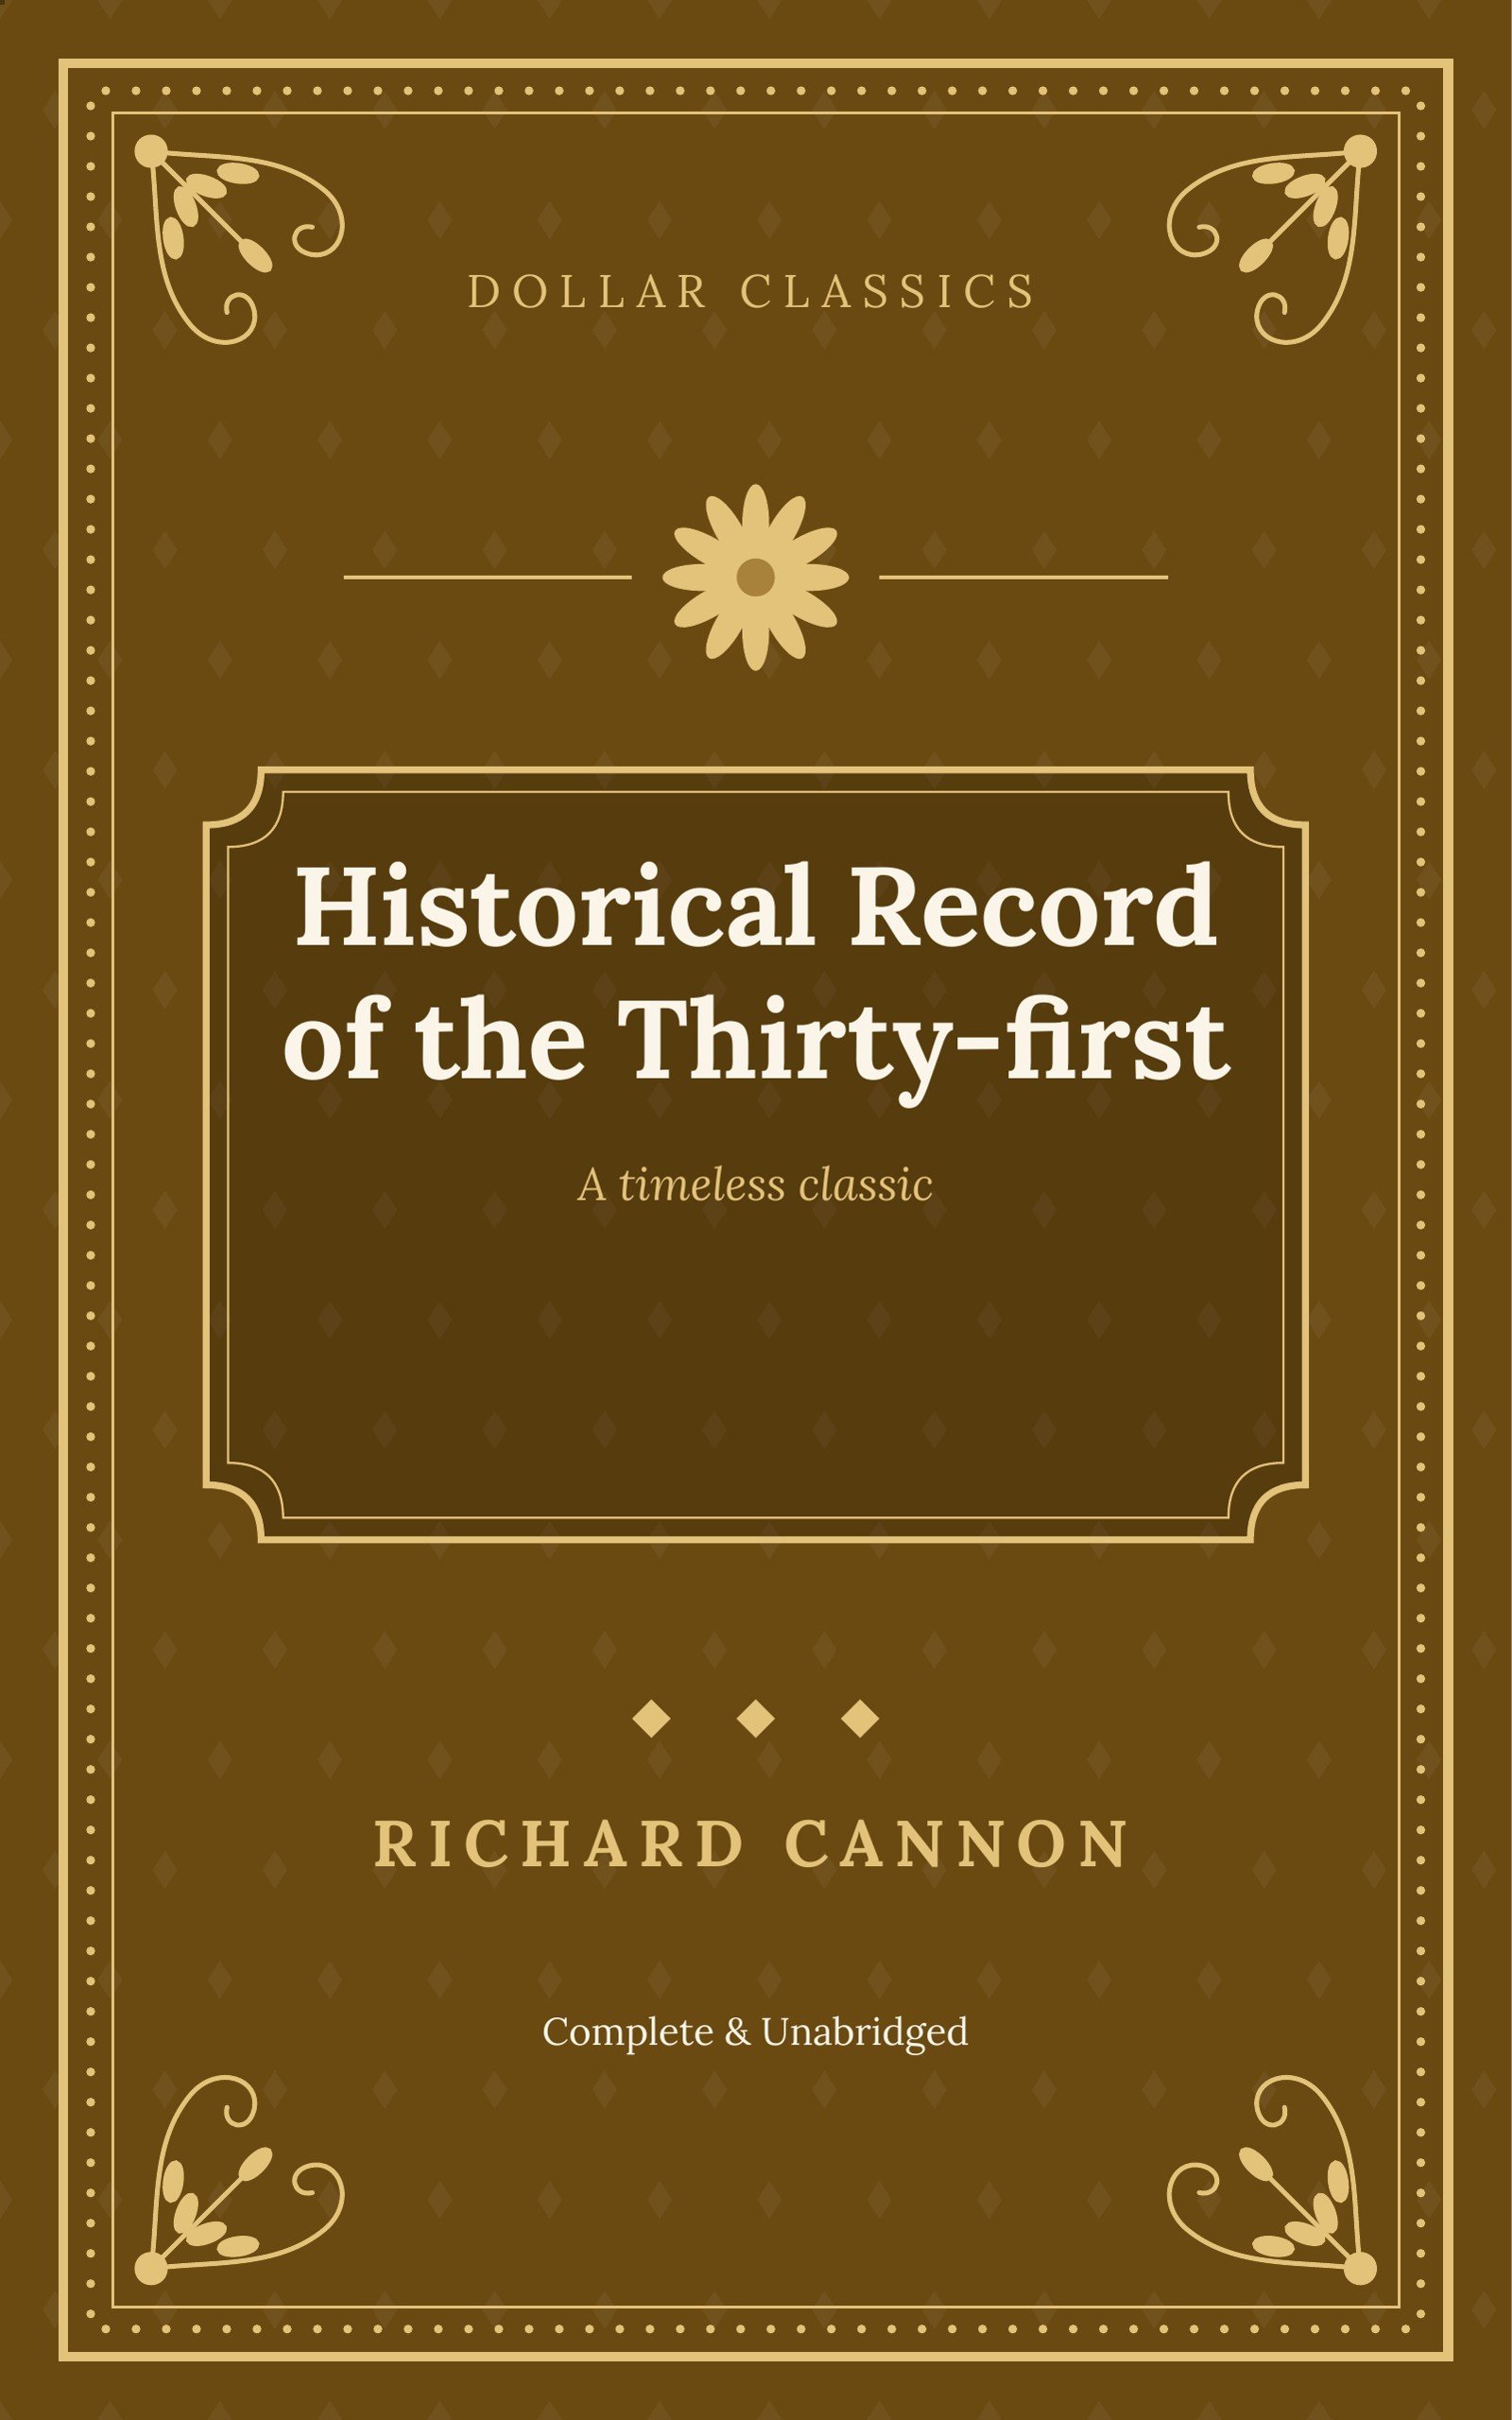 DOLLAR CLASSICS
Historical Record
of the Thirty-first
A timeless classic
RICHARD CANNON
Complete & Unabridged